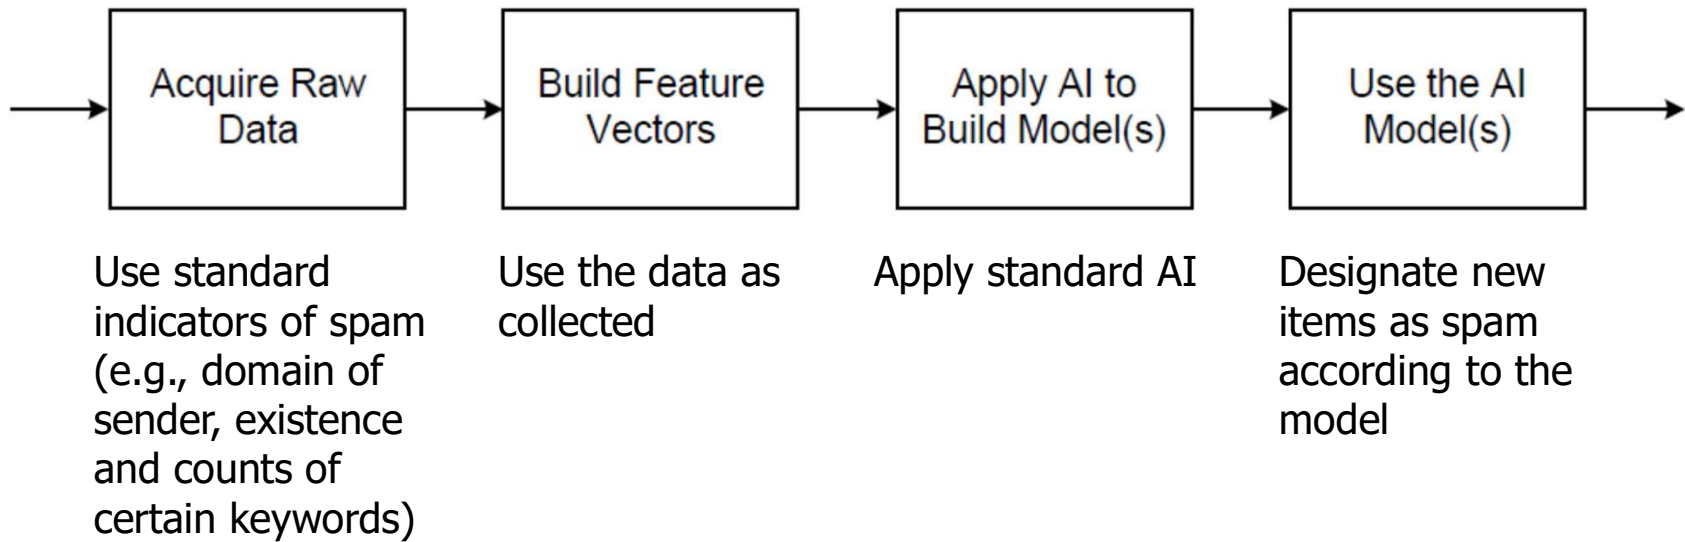 Acquire Raw
Data
Build Feature
Vectors
Apply AI to
Build Model(s)
Use the AI
Model(s)
Use standard
indicators of spam
(e.g., domain of
sender, existence
and counts of
certain keywords)
Use the data as
collected
Apply standard AI
Designate new
items as spam
according to the
model